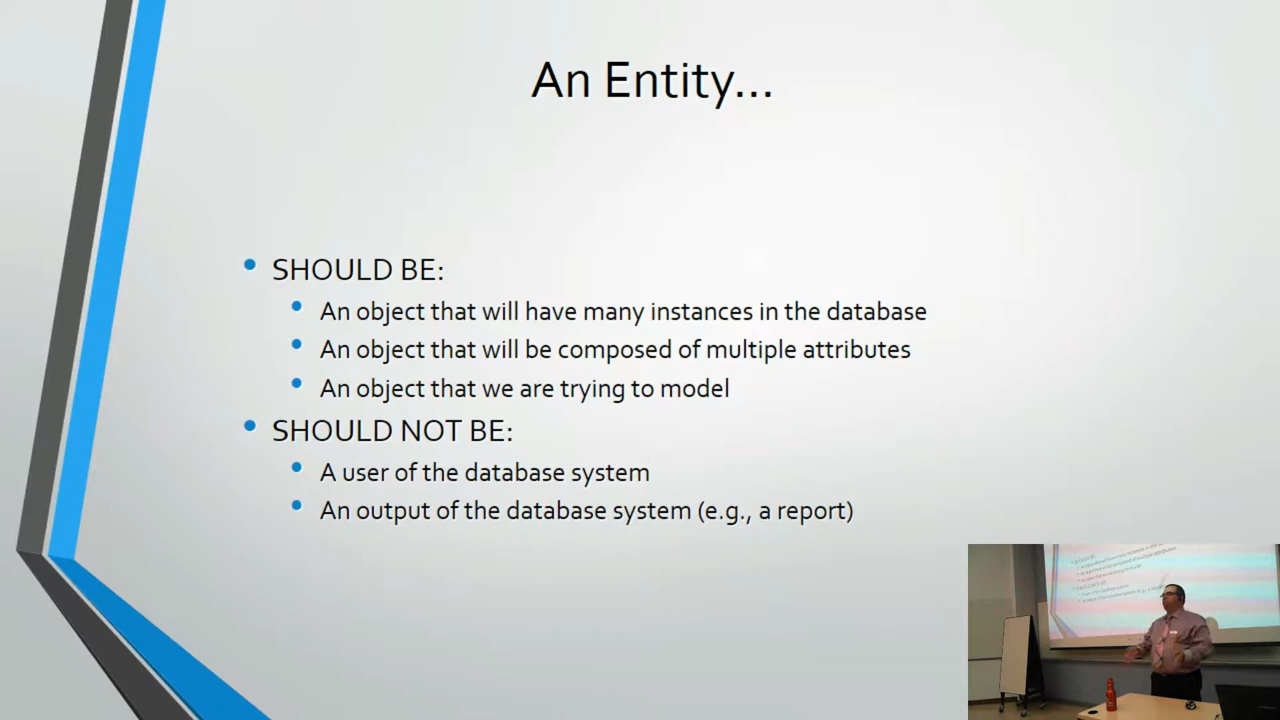 An Entity...
SHOULD BE:
An object that will have many instances in the database
An object that will be composed of multiple attributes
An object that we are trying to model
SHOULD NOT BE:
A user of the database system
An output of the database system (e.g., a report)